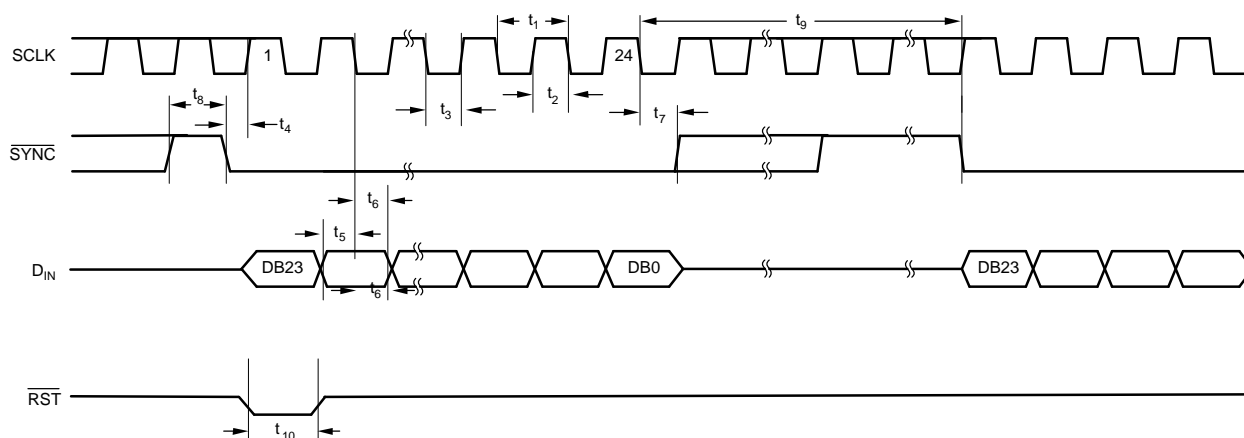 t1
t9
SCLK
1
24
t8
t4
t3
t2
t7
SYNC
t6
t5
DIN
DB23
t6
DB0
DB23
RST
t10